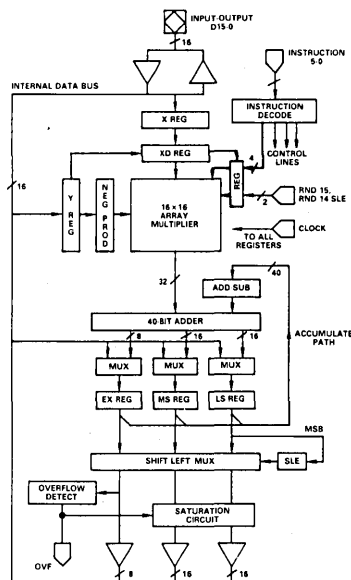 INPUT-OUTPUT
D15-0
16
INSTRUCTION
5-0
INTERNAL DATA BUS
X REG
INSTRUCTION
DECODE
XD REG
CONTROL
LINES
4
16
Y REG
NEG PROD
16 × 16
ARRAY
MULTIPLIER
REG
2
RND 15,
RND 14 SLE
CLOCK
TO ALL
REGISTERS
32
40
ADD SUB
40-BIT ADDER
8
16
16
ACCUMULATE
PATH
MUX
MUX
MUX
EX REG
MS REG
LS REG
MSB
SHIFT LEFT MUX
SLE
OVERFLOW
DETECT
SATURATION
CIRCUIT
OVF
8
16
16